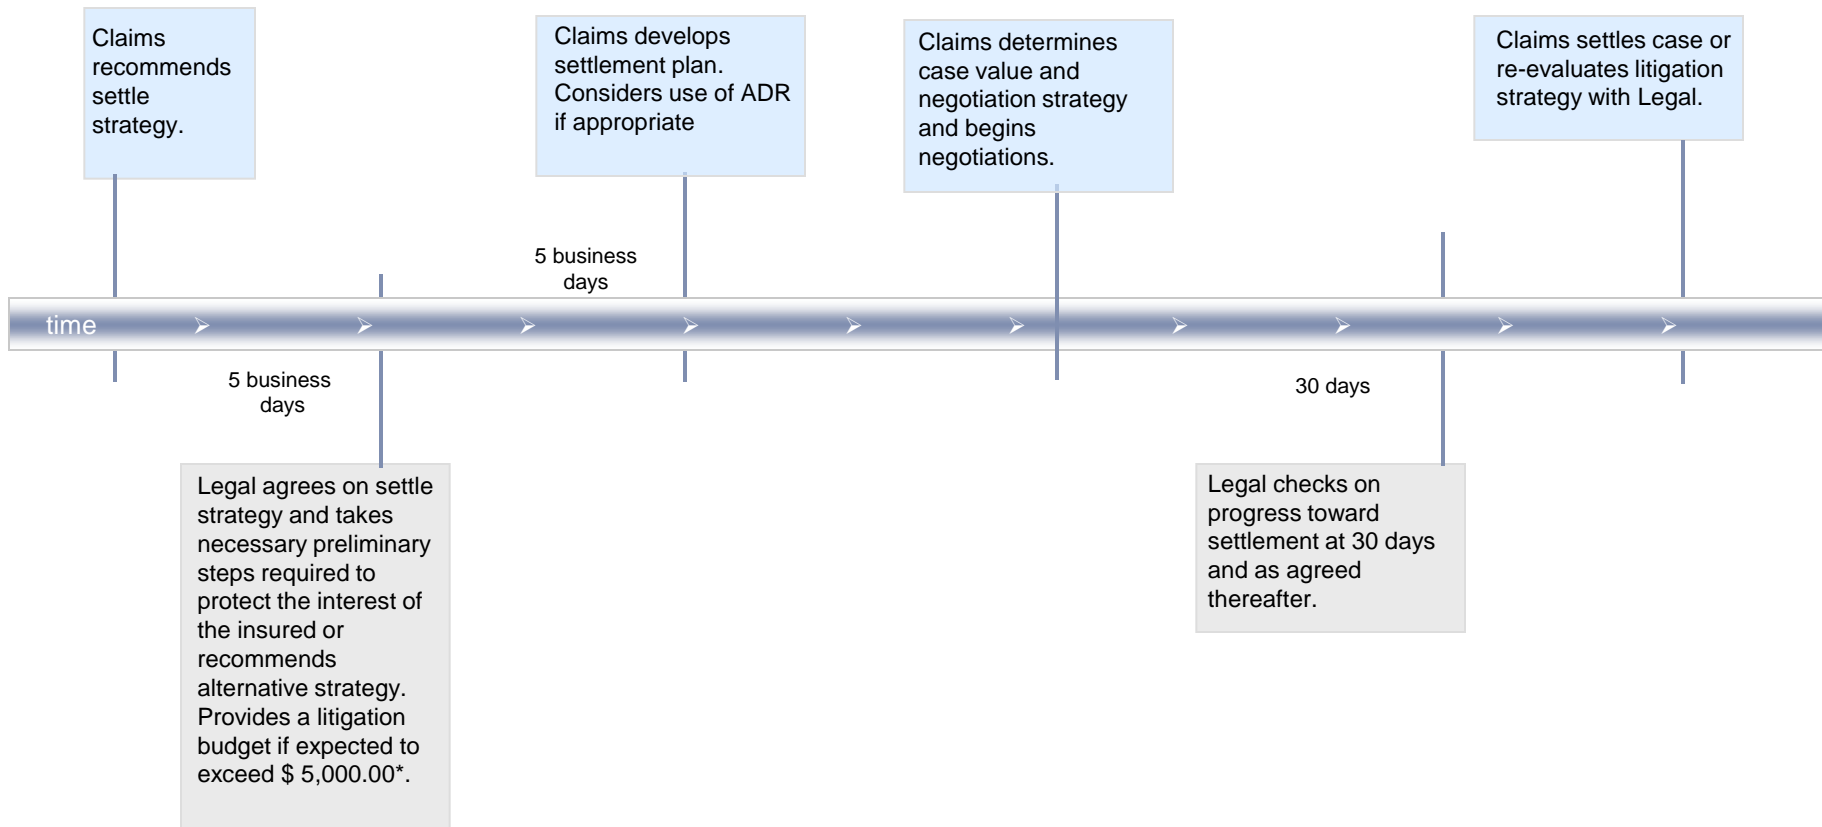 Claims
recommends
settle
strategy.
Claims develops
settlement plan.
Considers use of ADR
if appropriate
Claims determines
case value and
negotiation strategy
and begins
negotiations.
Claims settles case or
re-evaluates litigation
strategy with Legal.
5 business
days
time
5 business
days
30 days
Legal agrees on settle
strategy and takes
necessary preliminary
steps required to
protect the interest of
the insured or
recommends
alternative strategy.
Provides a litigation
budget if expected to
exceed $ 5,000.00*.
Legal checks on
progress toward
settlement at 30 days
and as agreed
thereafter.